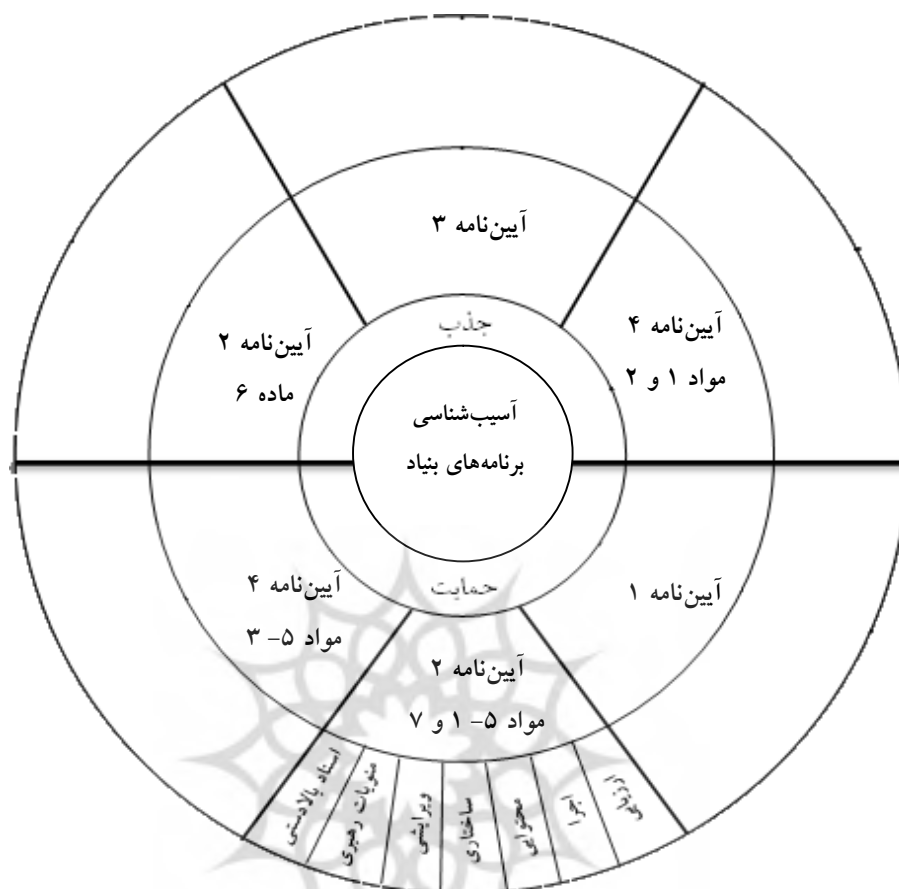 آیین‌نامه ۳
آیین‌نامه ۴
مواد ۱ و ۲
آیین‌نامه ۲
ماده ۶
جذب
آسیب‌شناسی
برنامه‌های بنیاد
حمایت
آیین‌نامه ۱
آیین‌نامه ۴
مواد ۵- ۳
آیین‌نامه ۲
مواد ۵- ۱ و ۷
ارزیابی
اجرا
محتوایی
ساختاری
ویرایشی
منویات رهبری
اسناد بالادستی